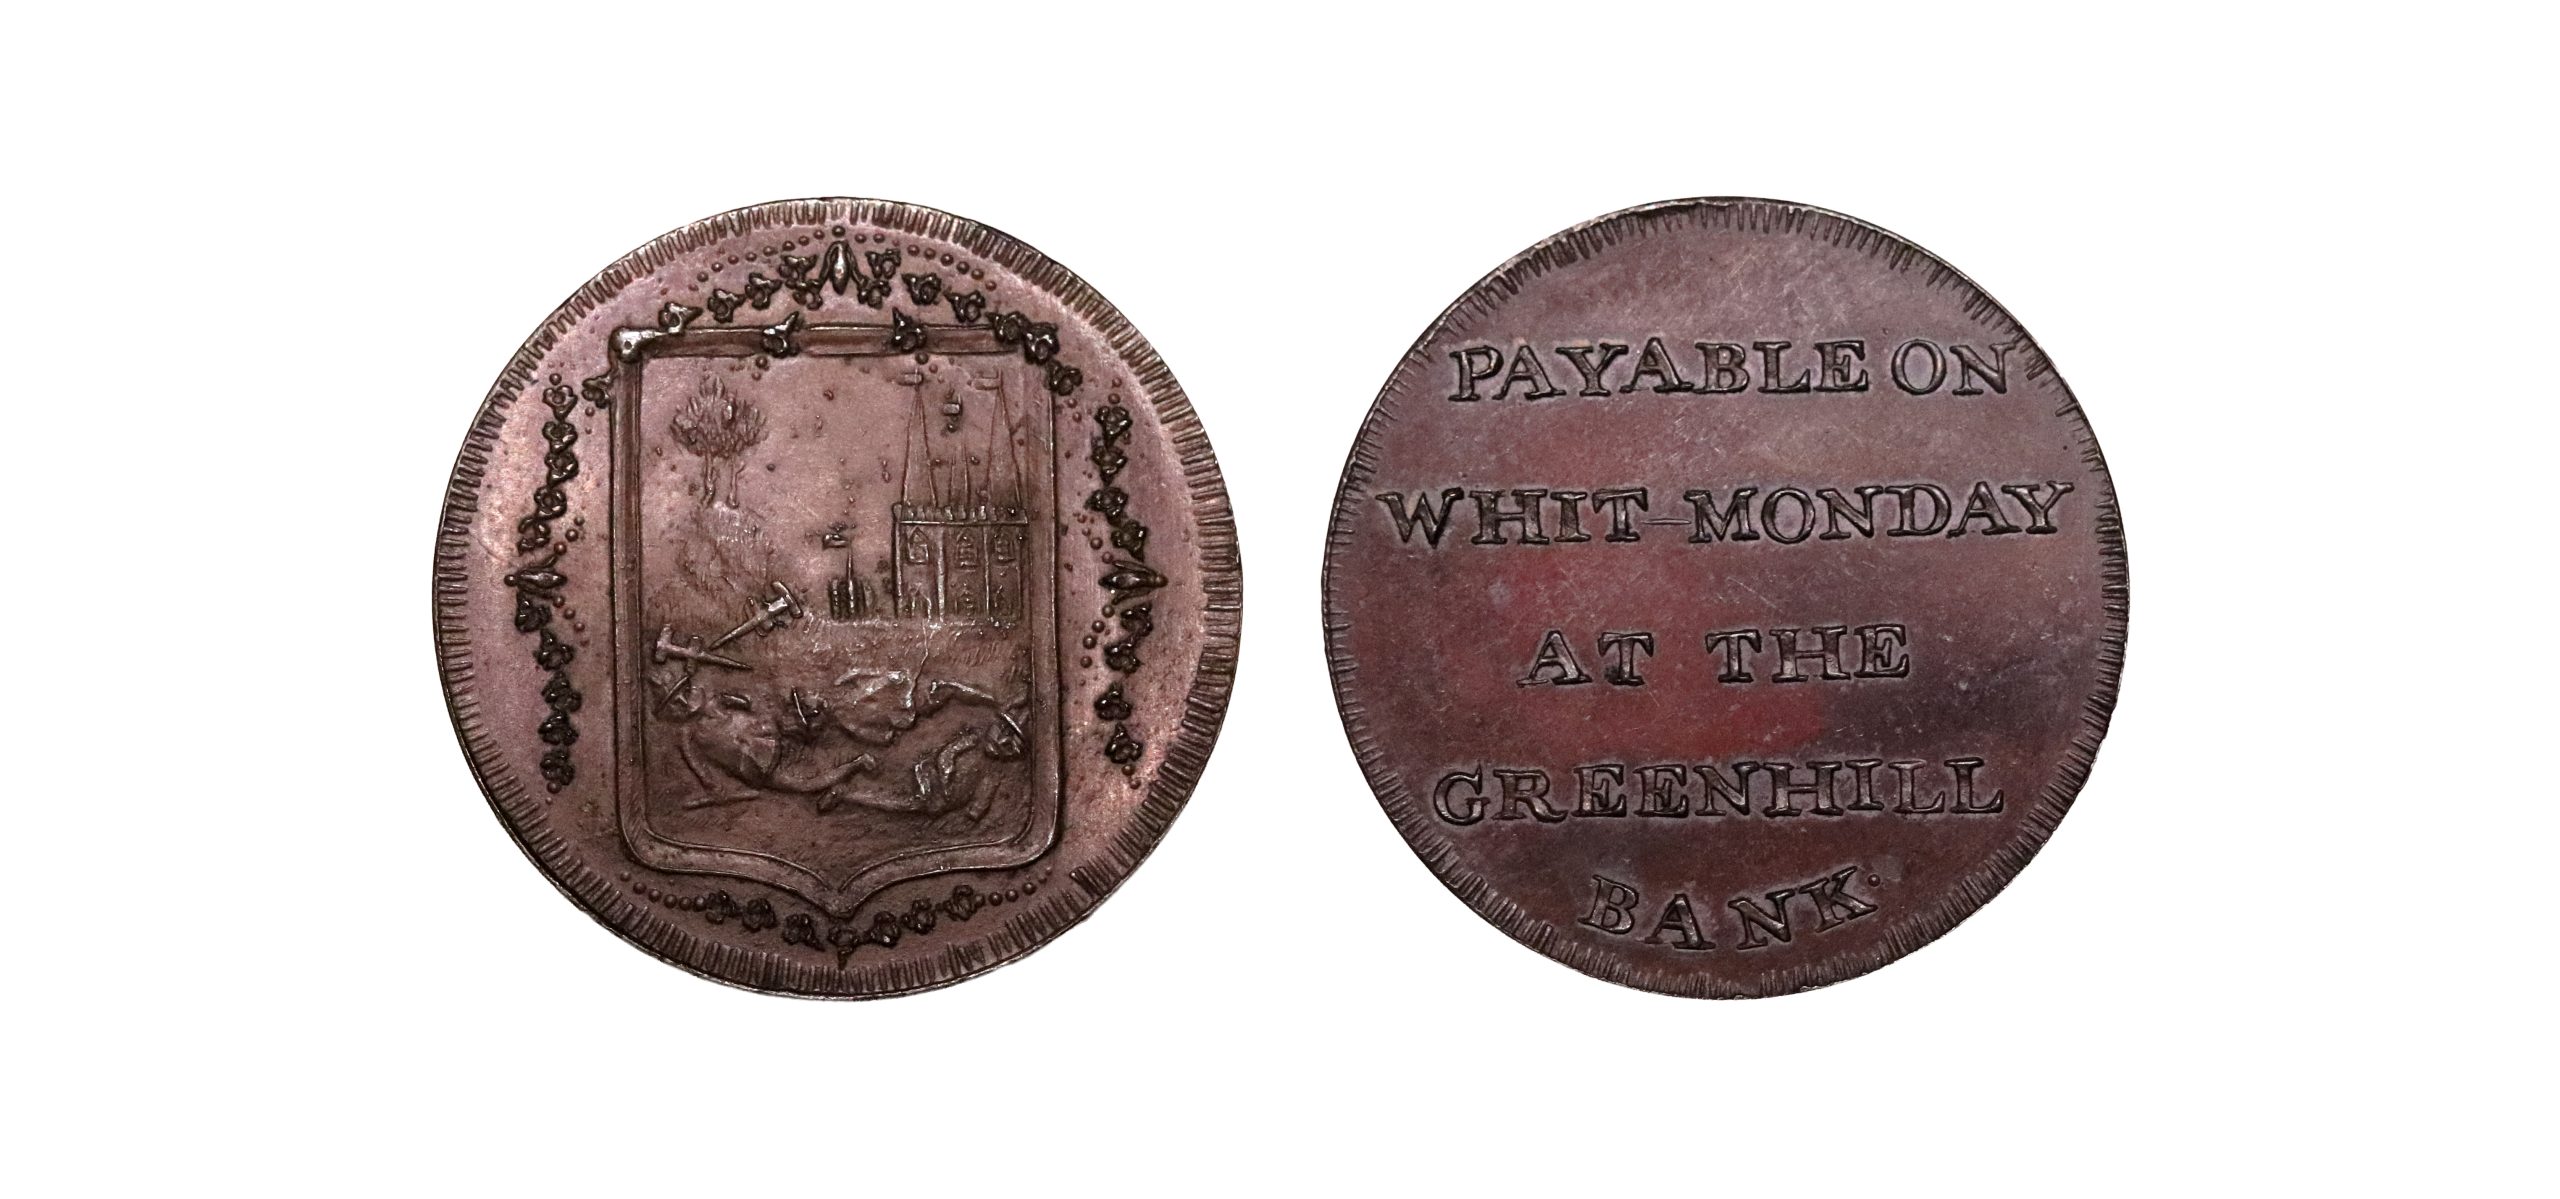 PAYABLE ON
WHIT-MONDAY
AT THE
GREENHILL
BANK.